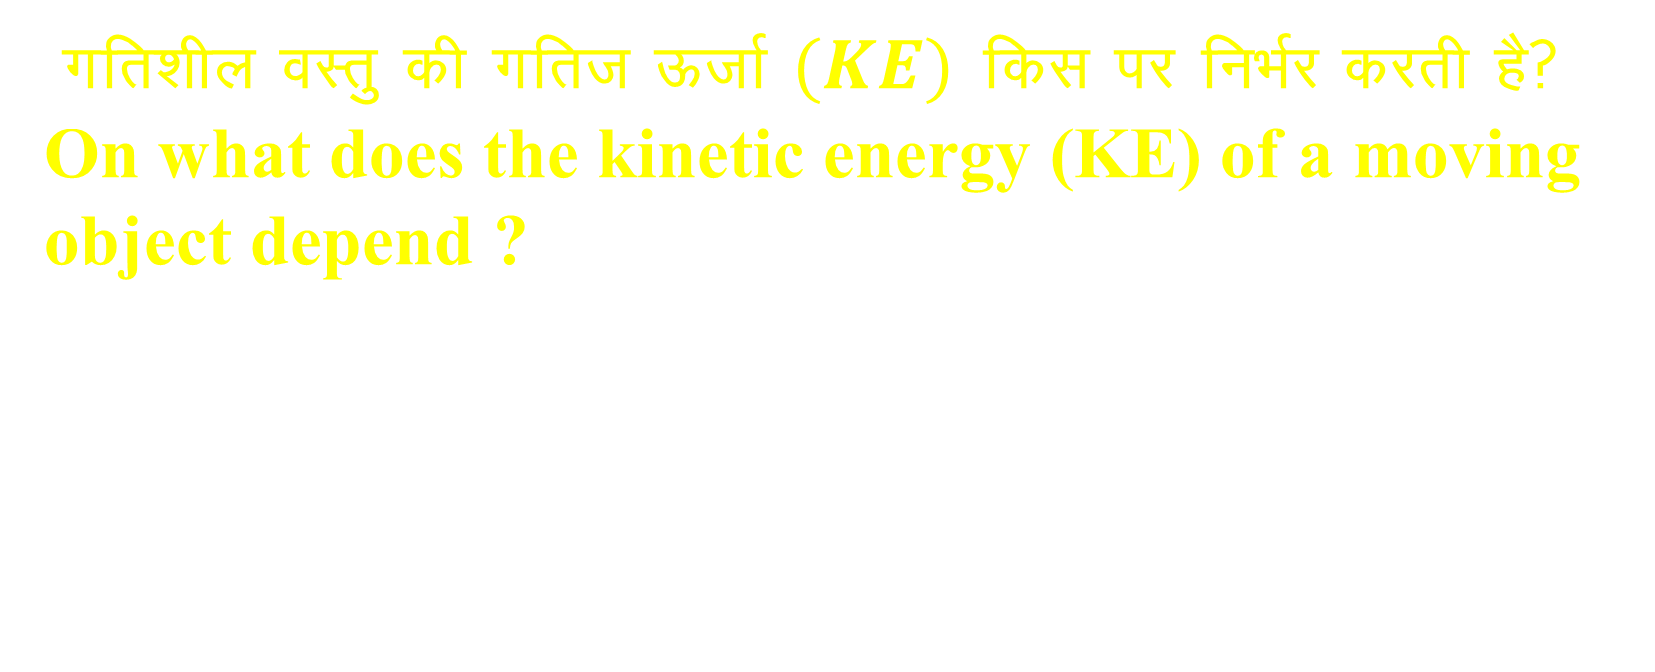 गतिशील वस्तु की गतिज ऊर्जा (KE) किस पर निर्भर करती है?
On what does the kinetic energy (KE) of a moving
object depend ?